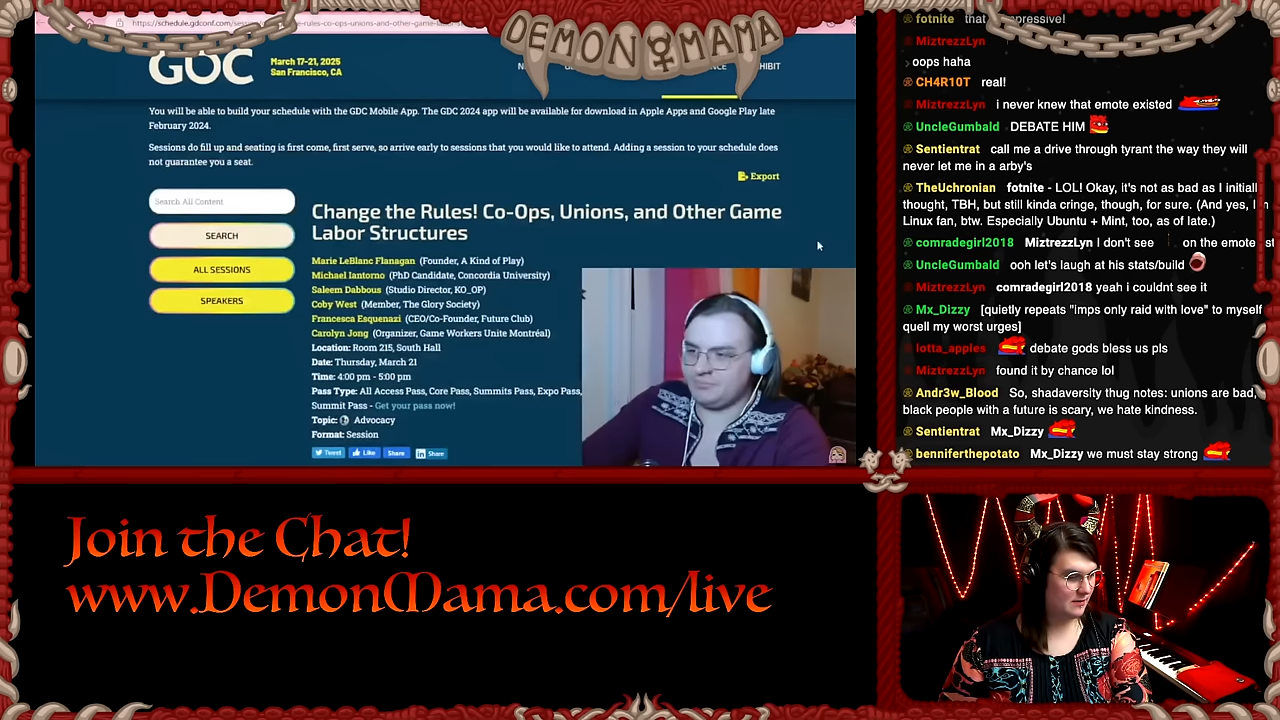 https://schedule.gdconf.com/
rules-co-ops-unions-and-other-game
DEMON MAMA
GDC
March 17-21, 2025
San Francisco, CA
You will be able to build your schedule with the GDC Mobile App. The GDC 2024 app will be available for download in Apple Apps and Google Play late
February 2024.
Sessions do fill up and seating is first come, first serve, so arrive early to sessions that you would like to attend. Adding a session to your schedule does
not guarantee you a seat.
Export
Search All Content
SEARCH
ALL SESSIONS
SPEAKERS
Change the Rules! Co-Ops, Unions, and Other Game
Labor Structures
Marie LeBlanc Flanagan (Founder, A Kind of Play)
Michael Iantorno (PhD Candidate, Concordia University)
Saleem Dabbous (Studio Director, KO_OP)
Coby West (Member, The Glory Society)
Francesca Esquenazi (CEO/Co-Founder, Future Club)
Carolyn Jong (Organizer, Game Workers Unite Montréal)
Location: Room 215, South Hall
Date: Thursday, March 21
Time: 4:00 pm - 5:00 pm
Pass Type: All Access Pass, Core Pass, Summits Pass, Expo Pass,
Summit Pass - Get your pass now!
Topic: Advocacy
Format: Session
Tweet Like Share Share
Join the Chat!
www.DemonMama.com/live
fotnite that
MiztrezzLyn
oops haha
CH4R10T real!
MiztrezzLyn i never knew that emote existed
UncleGumbald DEBATE HIM
Sentientrat call me a drive through tyrant the way they will
never let me in a arby's
TheUchronian fotnite - LOL! Okay, it's not as bad as I initiall
thought, TBH, but still kinda cringe, though, for sure. (And yes, I
Linux fan, btw. Especially Ubuntu + Mint, too, as of late.)
comradegirl2018 MiztrezzLyn I don't see on the emote
UncleGumbald ooh let's laugh at his stats/build
MiztrezzLyn comradegirl2018 yeah i couldnt see it
Mx_Dizzy [quietly repeats "imps only raid with love" to myself
quell my worst urges]
lotta_apples debate gods bless us pls
MiztrezzLyn found it by chance lol
Andr3w_Blood So, shadaversity thug notes: unions are bad,
black people with a future is scary, we hate kindness.
Sentientrat Mx_Dizzy
benniferthepotato Mx_Dizzy we must stay strong